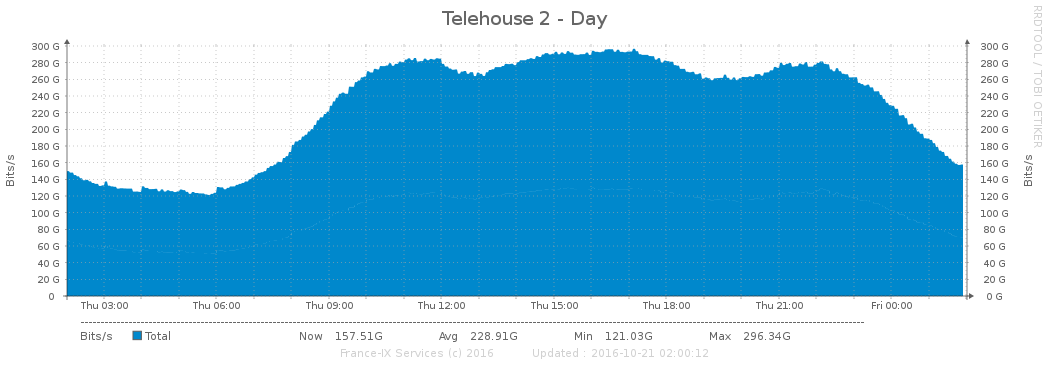 Telehouse 2 - Day
RRDTOOL / TOBI OETIKER
Bits/s
300 G 300 G
280 G 280 G
260 G 260 G
240 G 240 G
220 G 220 G
200 G 200 G
180 G 180 G
160 G 160 G
140 G 140 G
120 G 120 G
100 G 100 G
80 G 80 G
60 G 60 G
40 G 40 G
20 G 20 G
0 0 G
Bits/s
Thu 03:00 Thu 06:00 Thu 09:00 Thu 12:00 Thu 15:00 Thu 18:00 Thu 21:00 Fri 00:00
Bits/s Total Now 157.51G Avg 228.91G Min 121.03G Max 296.34G
France-IX Services (c) 2016 Updated : 2016-10-21 02:00:12